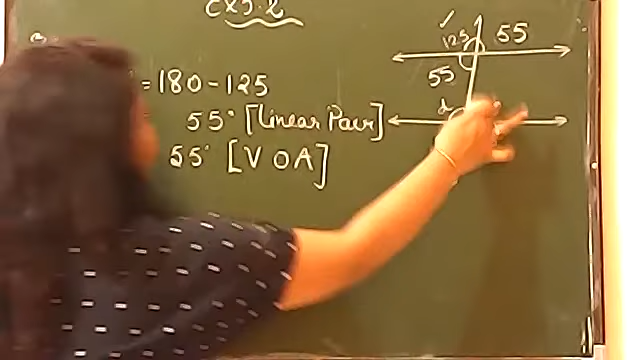 Ex 5.2
= 180 - 125
55° [Linear Pair]
55° [V O A]
125 55
55
d